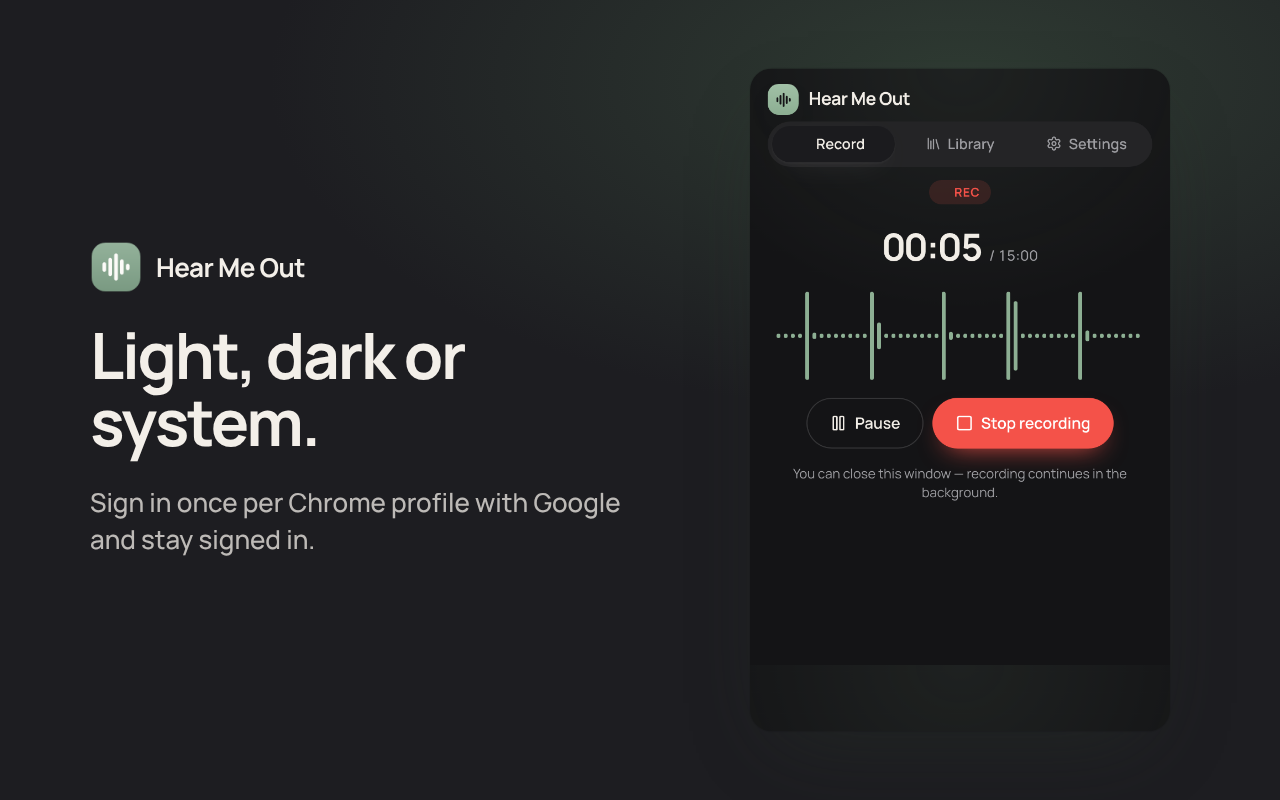 Hear Me Out
Light, dark or
system.
Sign in once per Chrome profile with Google
and stay signed in.
Hear Me Out
Record
Library
Settings
REC
00:05 / 15:00
Pause
Stop recording
You can close this window — recording continues in the
background.